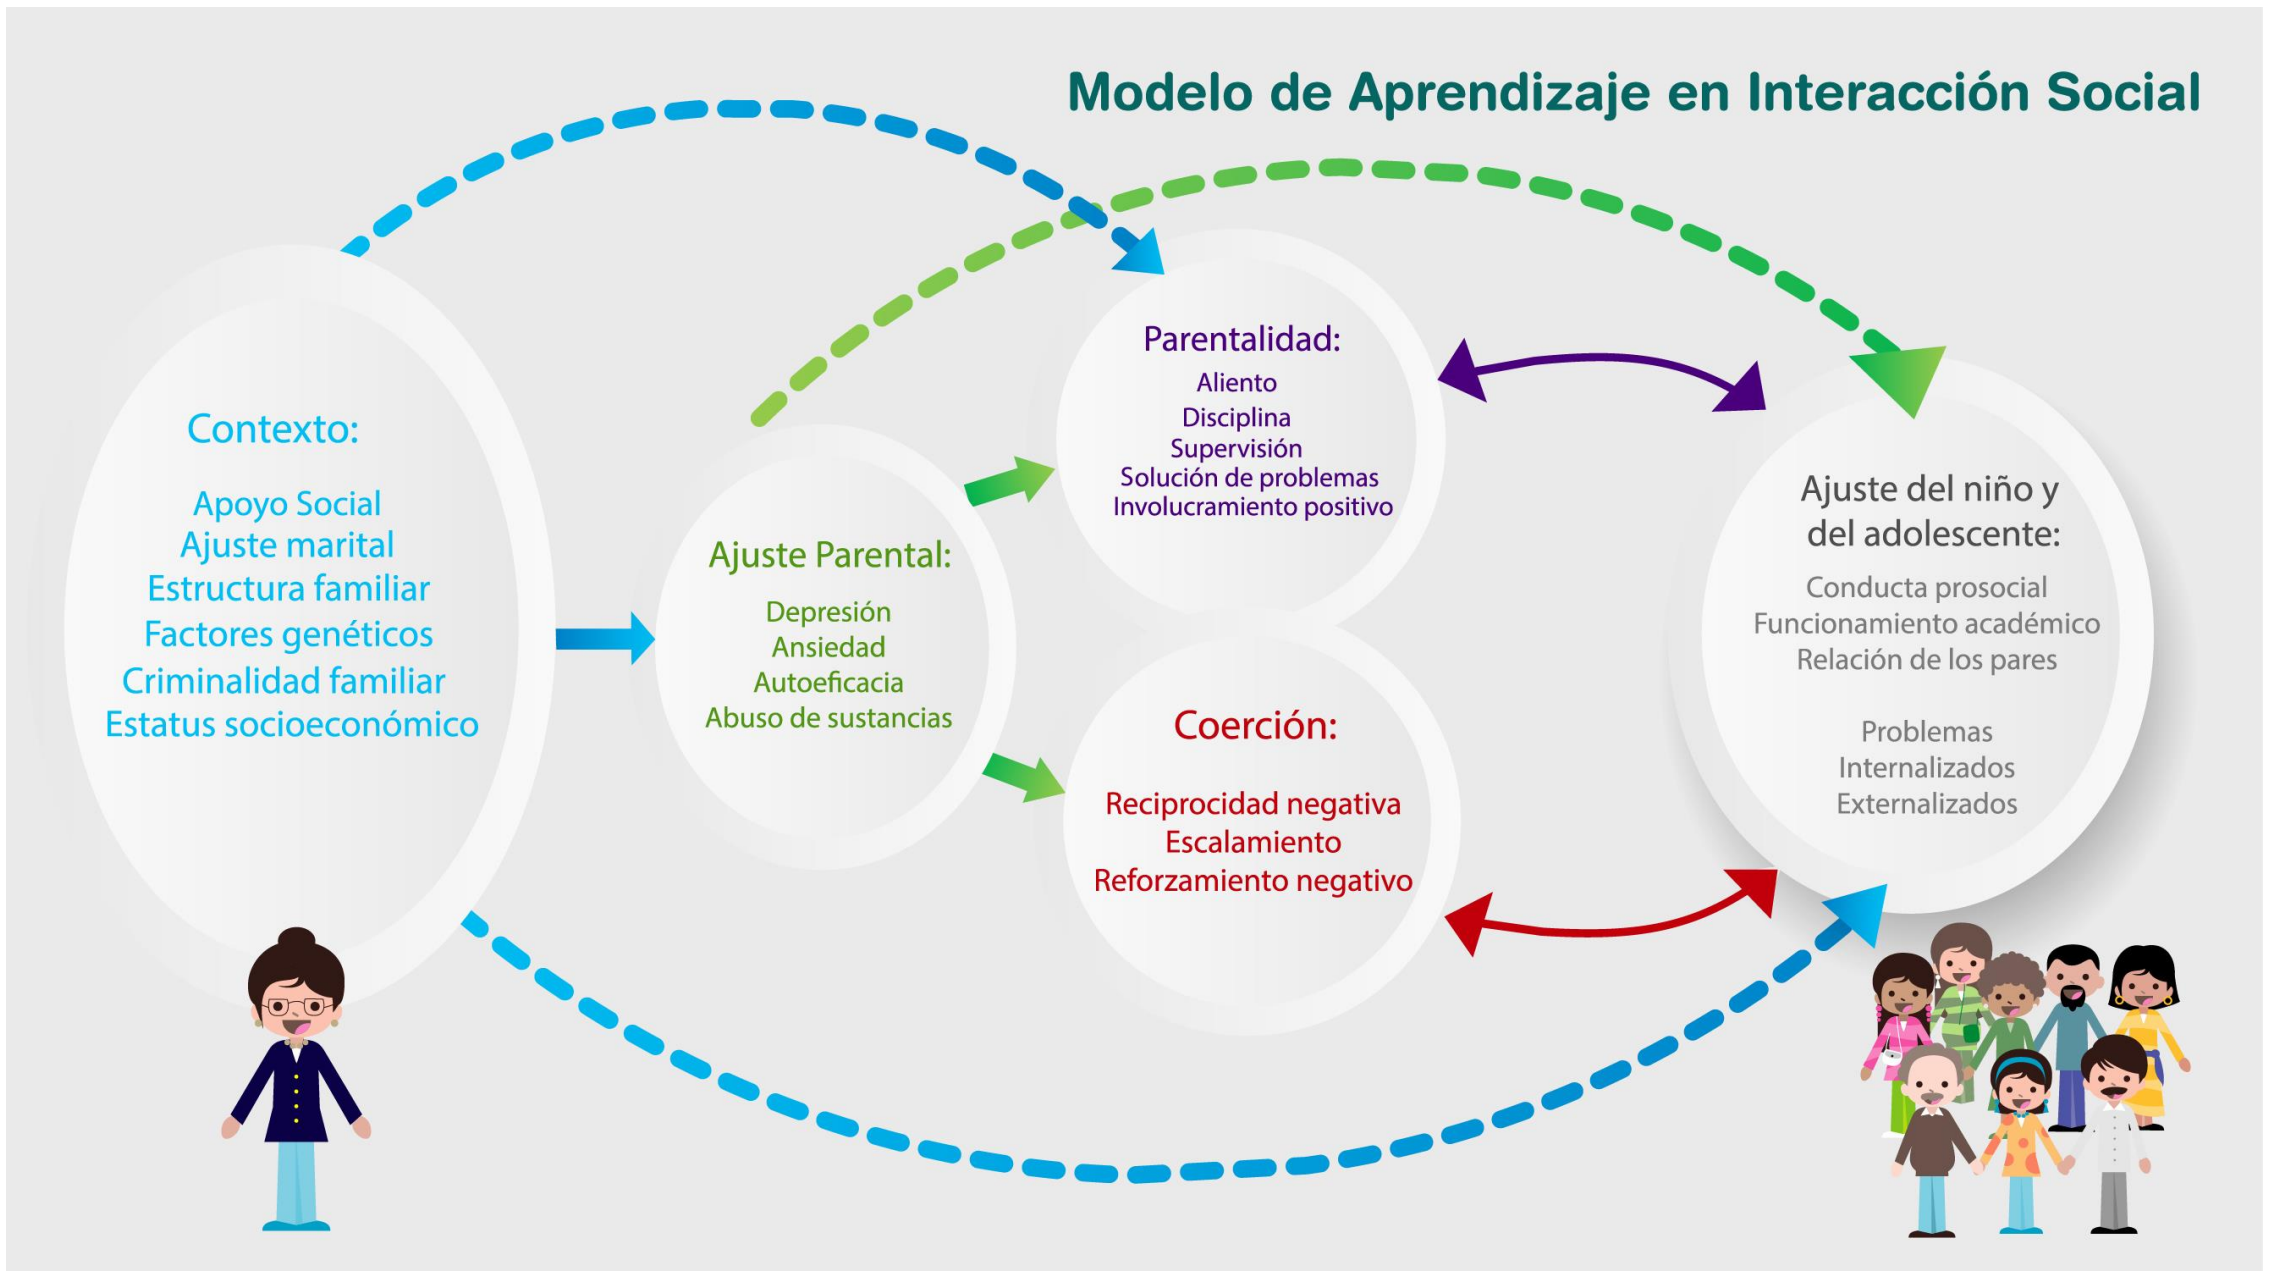 Modelo de Aprendizaje en Interacción Social
Contexto:
Apoyo Social
Ajuste marital
Estructura familiar
Factores genéticos
Criminalidad familiar
Estatus socioeconómico
Ajuste Parental:
Depresión
Ansiedad
Autoeficacia
Abuso de sustancias
Parentalidad:
Aliento
Disciplina
Supervisión
Solución de problemas
Involucramiento positivo
Coerción:
Reciprocidad negativa
Escalamiento
Reforzamiento negativo
Ajuste del niño y
del adolescente:
Conducta prosocial
Funcionamiento académico
Relación de los pares
Problemas
Internalizados
Externalizados